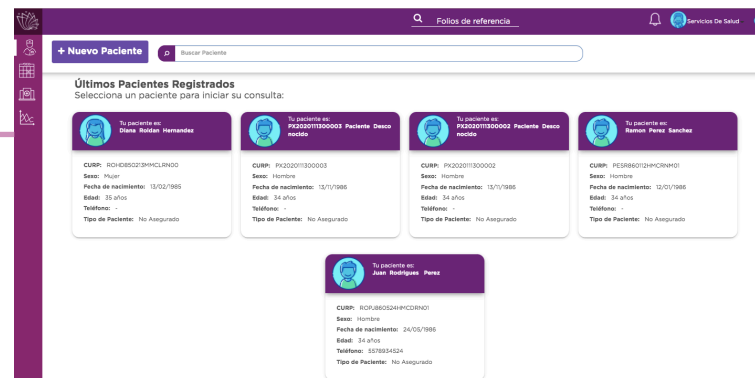 Folios de referencia
Servicios De Salud
+ Nuevo Paciente
Buscar Paciente
Últimos Pacientes Registrados
Selecciona un paciente para iniciar su consulta:
Tu paciente es:
Diana Roldan Hernandez
CURP: ROHD850213MMCLRN00
Sexo: Mujer
Fecha de nacimiento: 13/02/1985
Edad: 35 años
Teléfono: -
Tipo de Paciente: No Asegurado
Tu paciente es:
PX2020111300003 Paciente Desco
nocido
CURP: PX2020111300003
Sexo: Hombre
Fecha de nacimiento: 13/11/1986
Edad: 34 años
Teléfono: -
Tipo de Paciente: No Asegurado
Tu paciente es:
PX2020111300002 Paciente Desco
nocido
CURP: PX2020111300002
Sexo: Hombre
Fecha de nacimiento: 13/11/1986
Edad: 34 años
Teléfono: -
Tipo de Paciente: No Asegurado
Tu paciente es:
Ramon Perez Sanchez
CURP: PESR860112HMCRNM01
Sexo: Hombre
Fecha de nacimiento: 12/01/1986
Edad: 34 años
Teléfono: -
Tipo de Paciente: No Asegurado
Tu paciente es:
Juan Rodrigues Perez
CURP: ROPJ860524HMCDRN01
Sexo: Hombre
Fecha de nacimiento: 24/05/1986
Edad: 34 años
Teléfono: 5578934524
Tipo de Paciente: No Asegurado